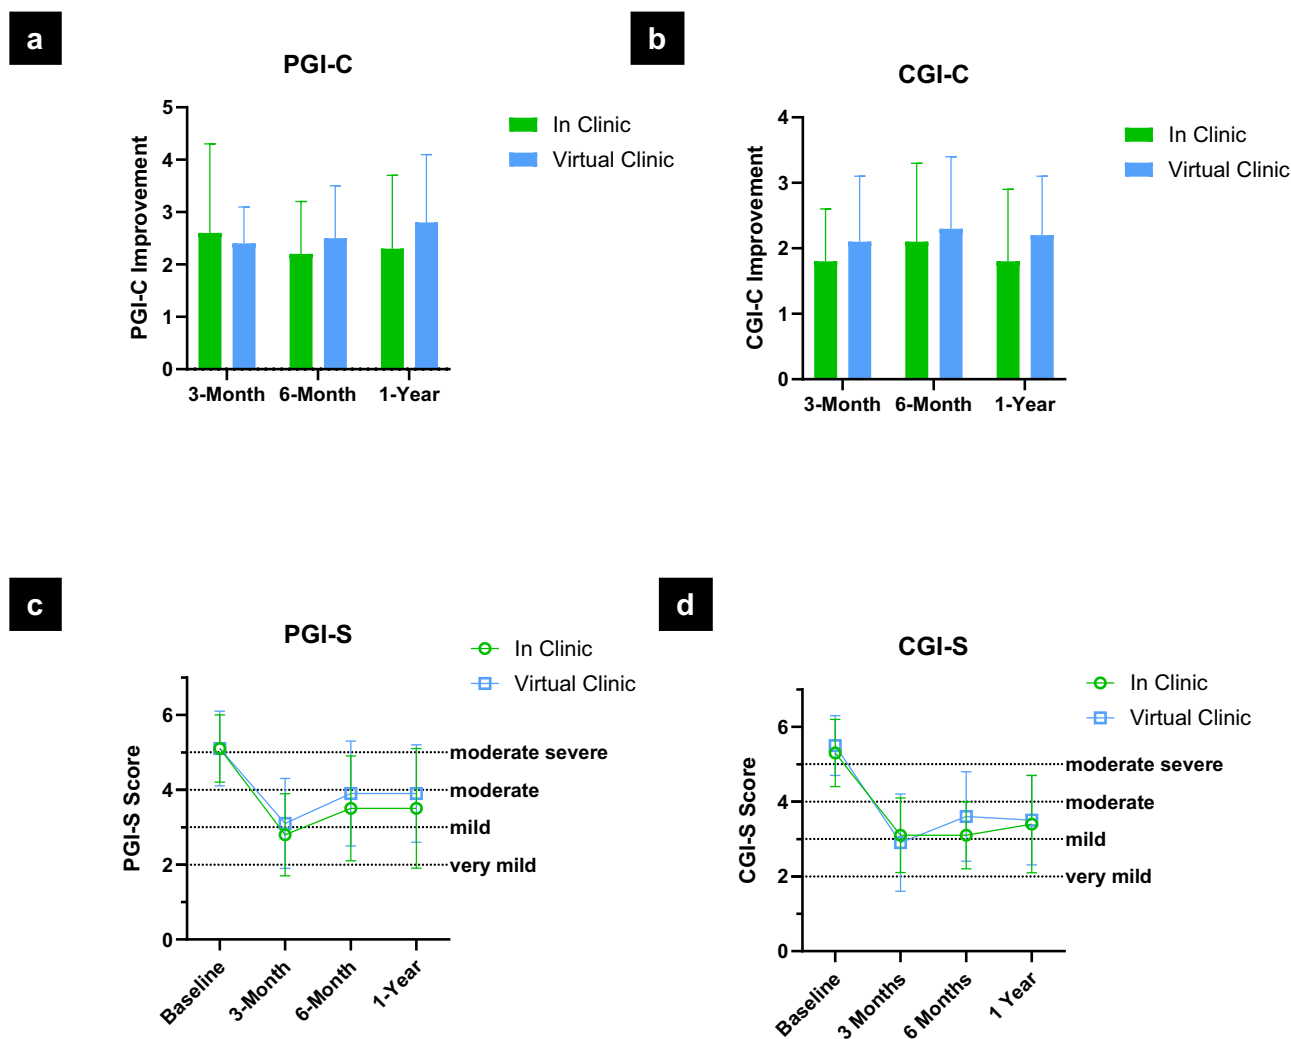 a
PGI-C
PGI-C Improvement
5
4
3
2
1
0
3-Month 6-Month 1-Year
In Clinic
Virtual Clinic
b
CGI-C
CGI-C Improvement
4
3
2
1
0
3-Month 6-Month 1-Year
In Clinic
Virtual Clinic
c
PGI-S
PGI-S Score
6
4
2
0
Baseline
3-Month
6-Month
1-Year
In Clinic
Virtual Clinic
moderate severe
moderate
mild
very mild
d
CGI-S
CGI-S Score
6
4
2
0
Baseline
3 Months
6 Months
1 Year
In Clinic
Virtual Clinic
moderate severe
moderate
mild
very mild